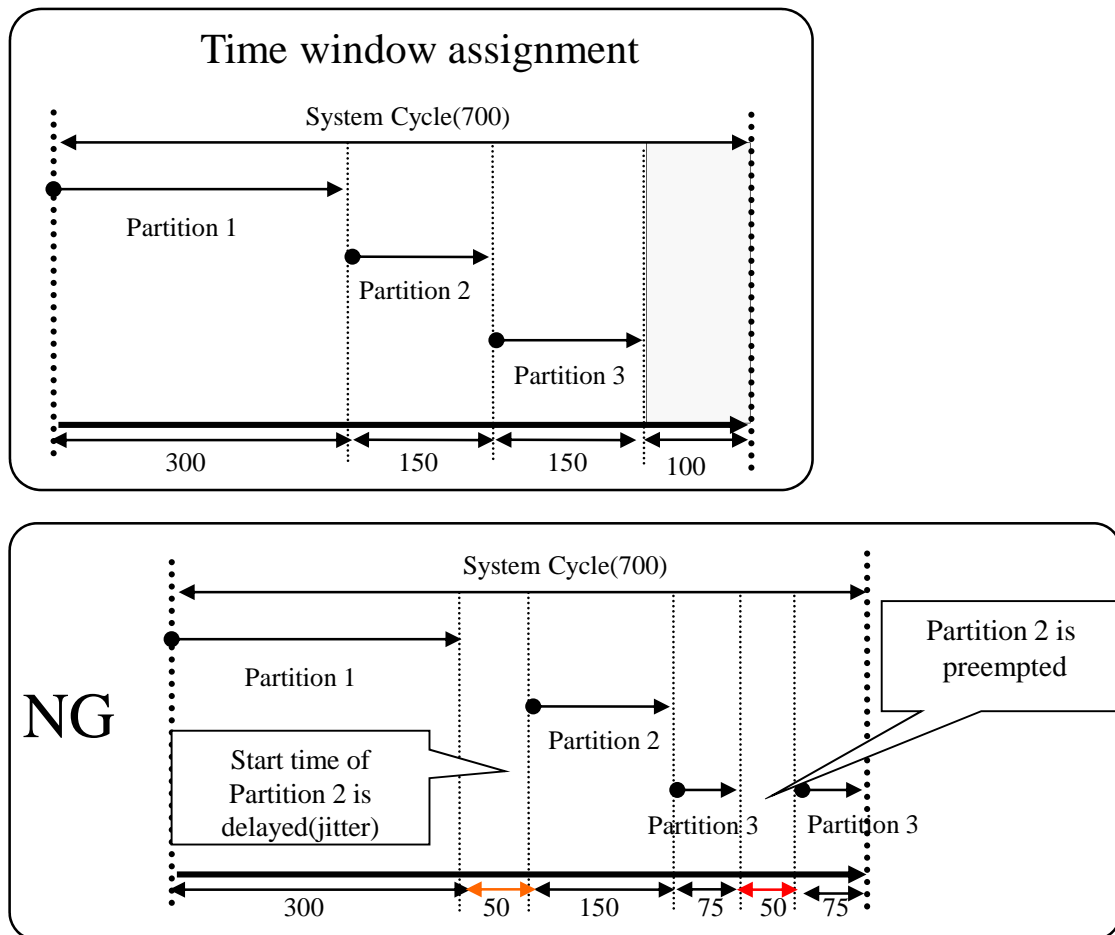 Time window assignment
System Cycle(700)
Partition 1
Partition 2
Partition 3
300
150
150
100
System Cycle(700)
Partition 2 is
preempted
Partition 1
NG
Partition 2
Start time of
Partition 2 is
delayed(jitter)
Partition 3
Partition 3
300
50
150
75
50
75